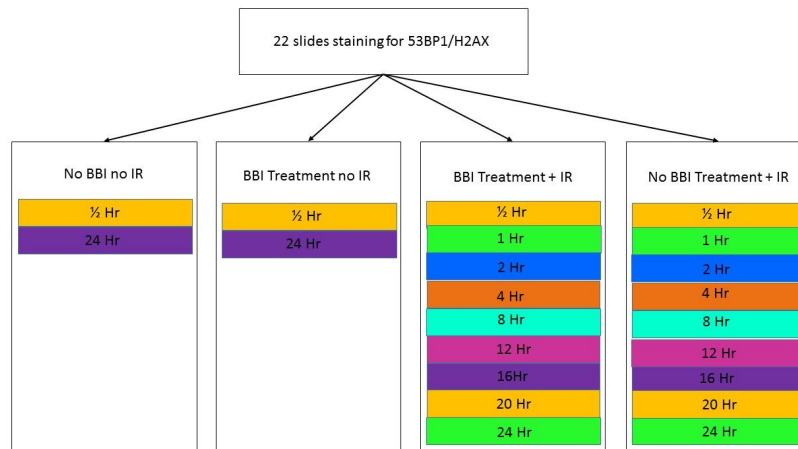 22 slides staining for 53BP1/H2AX
No BBI no IR
½ Hr
24 Hr
BBI Treatment no IR
½ Hr
24 Hr
BBI Treatment + IR
½ Hr
1 Hr
2 Hr
4 Hr
8 Hr
12 Hr
16Hr
20 Hr
24 Hr
No BBI Treatment + IR
½ Hr
1 Hr
2 Hr
4 Hr
8 Hr
12 Hr
16 Hr
20 Hr
24 Hr